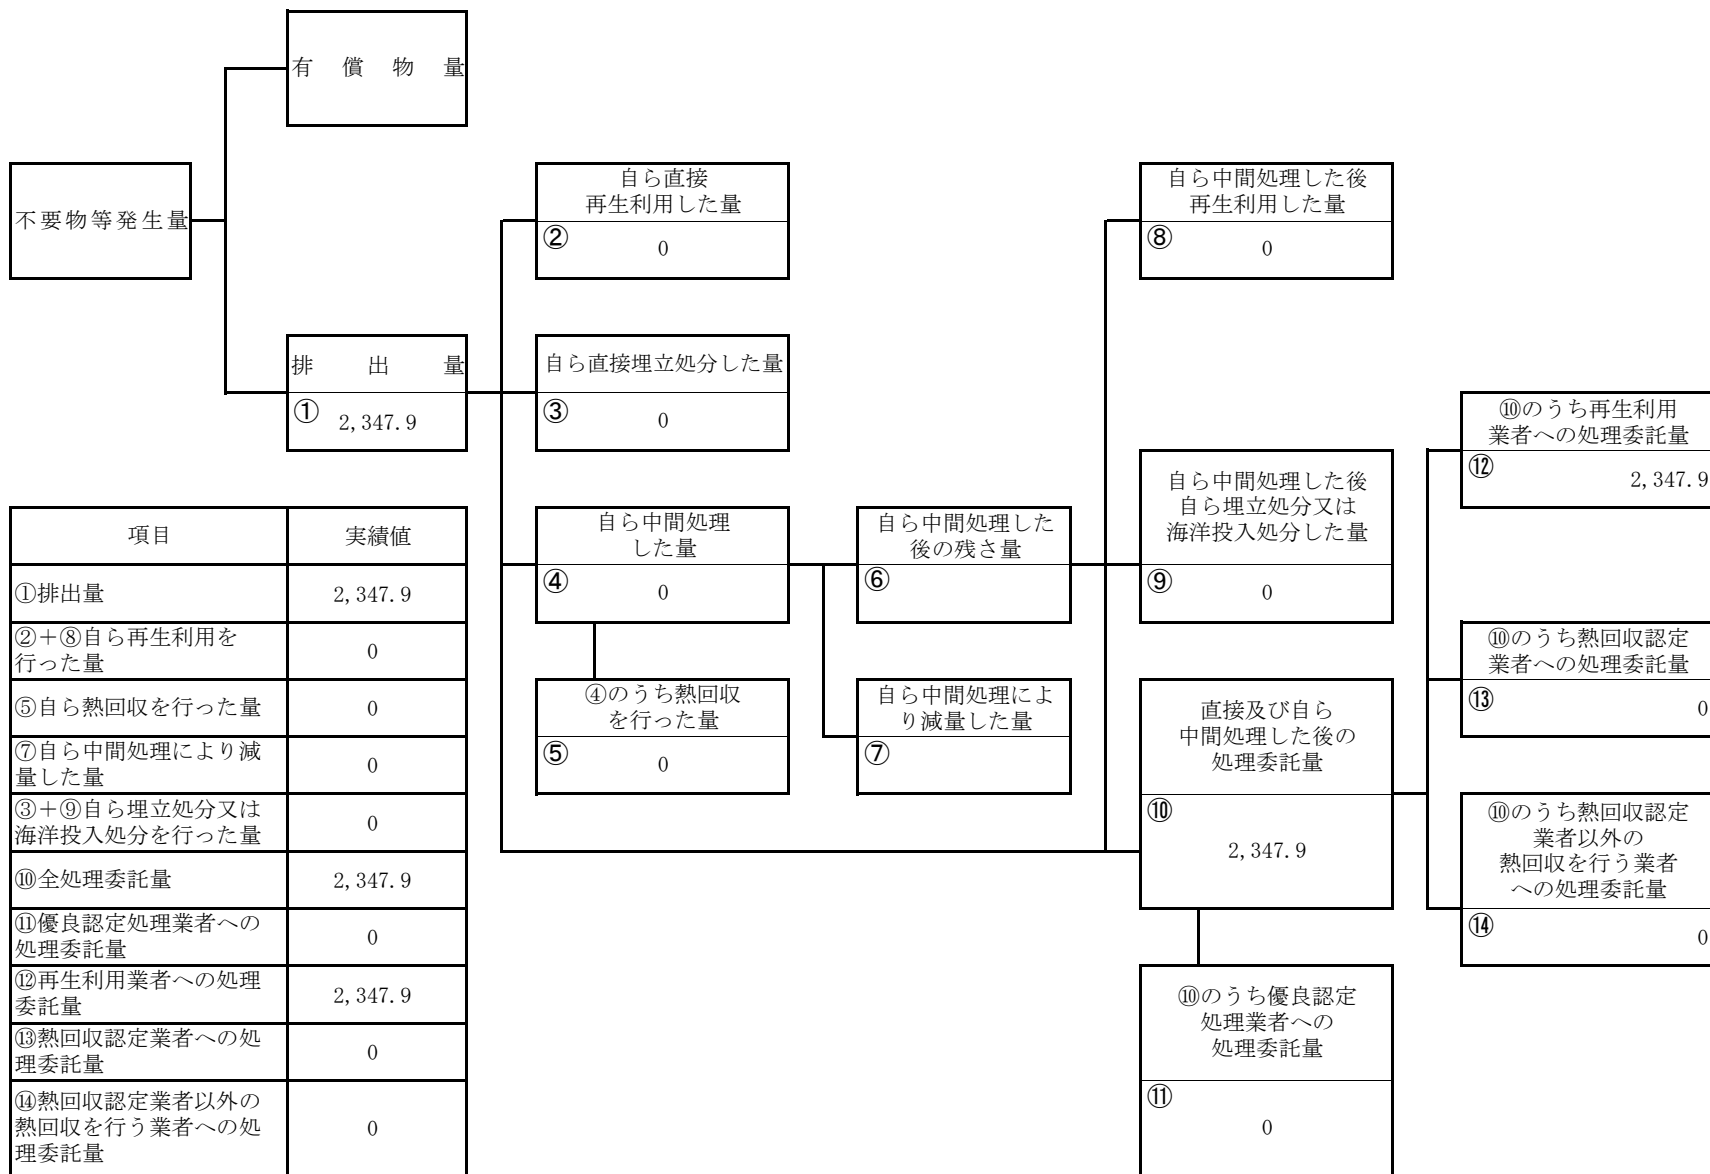 有償物量
不要物等発生量
排出量
①
2,347.9
自ら直接
再生利用した量
②
0
自ら直接埋立処分した量
③
0
自ら中間処理
した量
④
0
④のうち熱回収
を行った量
⑤
0
自ら中間処理した
後の残さ量
⑥
自ら中間処理によ
り減量した量
⑦
自ら中間処理した後
再生利用した量
⑧
0
自ら中間処理した後
自ら埋立処分又は
海洋投入処分した量
⑨
0
直接及び自ら
中間処理した後の
処理委託量
⑩
2,347.9
⑩のうち優良認定
処理業者への
処理委託量
⑪
0
⑩のうち再生利用
業者への処理委託量
⑫
2,347.9
⑩のうち熱回収認定
業者への処理委託量
⑬
0
⑩のうち熱回収認定
業者以外の
熱回収を行う業者
への処理委託量
⑭
0
項目 実績値
①排出量 2,347.9
②+⑧自ら再生利用を
行った量 0
⑤自ら熱回収を行った量 0
⑦自ら中間処理により減
量した量 0
③+⑨自ら埋立処分又は
海洋投入処分を行った量 0
⑩全処理委託量 2,347.9
⑪優良認定処理業者への
処理委託量 0
⑫再生利用業者への処理
委託量 2,347.9
⑬熱回収認定業者への処
理委託量 0
⑭熱回収認定業者以外の
熱回収を行う業者への処
理委託量 0